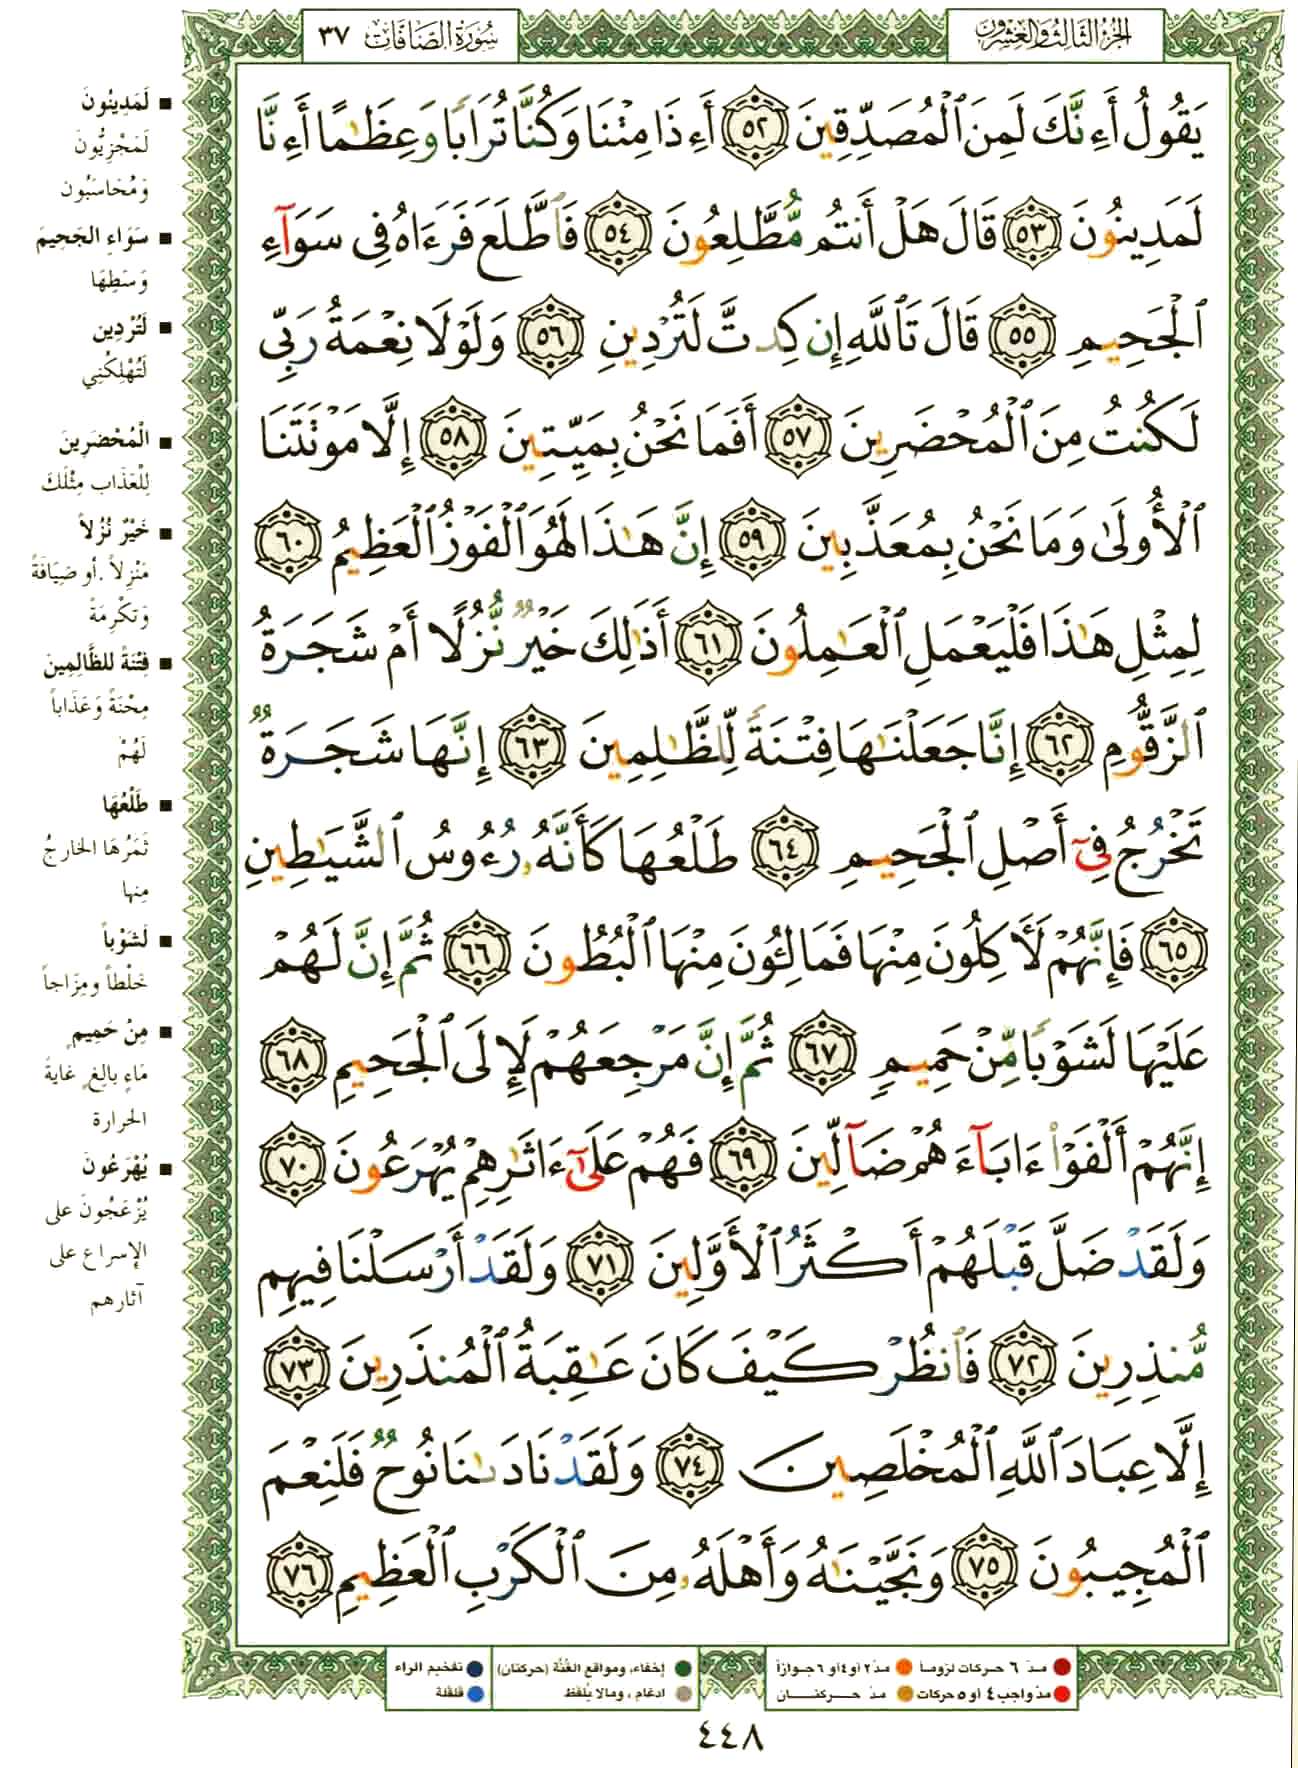 الجزء الثالث والعشرون
سورة الصافات ٣٧
يَقُولُ أَءِنَّكَ لَمِنَ ٱلْمُصَدِّقِينَ ٥٢ أَءِذَا مِتْنَا وَكُنَّا تُرَابًا وَعِظَٰمًا أَءِنَّا
لَمَدِينُونَ ٥٣ قَالَ هَلْ أَنتُم مُّطَّلِعُونَ ٥٤ فَٱطَّلَعَ فَرَءَاهُ فِى سَوَآءِ
ٱلْجَحِيمِ ٥٥ قَالَ تَٱللَّهِ إِن كِدتَّ لَتُرْدِينِ ٥٦ وَلَوْلَا نِعْمَةُ رَبِّى
لَكُنتُ مِنَ ٱلْمُحْضَرِينَ ٥٧ أَفَمَا نَحْنُ بِمَيِّتِينَ ٥٨ إِلَّا مَوْتَتَنَا
ٱلْأُولَىٰ وَمَا نَحْنُ بِمُعَذَّبِينَ ٥٩ إِنَّ هَٰذَا لَهُوَ ٱلْفَوْزُ ٱلْعَظِيمُ ٦٠
لِمِثْلِ هَٰذَا فَلْيَعْمَلِ ٱلْعَٰمِلُونَ ٦١ أَذَٰلِكَ خَيْرٌ نُّزُلًا أَمْ شَجَرَةُ
ٱلزَّقُّومِ ٦٢ إِنَّا جَعَلْنَٰهَا فِتْنَةً لِّلظَّٰلِمِينَ ٦٣ إِنَّهَا شَجَرَةٌ
تَخْرُجُ فِىٓ أَصْلِ ٱلْجَحِيمِ ٦٤ طَلْعُهَا كَأَنَّهُۥ رُءُوسُ ٱلشَّيَٰطِينِ
٦٥ فَإِنَّهُمْ لَءَاكِلُونَ مِنْهَا فَمَالِـُٔونَ مِنْهَا ٱلْبُطُونَ ٦٦ ثُمَّ إِنَّ لَهُمْ
عَلَيْهَا لَشَوْبًا مِّنْ حَمِيمٍ ٦٧ ثُمَّ إِنَّ مَرْجِعَهُمْ لَإِلَى ٱلْجَحِيمِ ٦٨
إِنَّهُمْ أَلْفَوْا۟ ءَابَآءَهُمْ ضَآلِّينَ ٦٩ فَهُمْ عَلَىٰٓ ءَاثَٰرِهِمْ يُهْرَعُونَ ٧٠
وَلَقَدْ ضَلَّ قَبْلَهُمْ أَكْثَرُ ٱلْأَوَّلِينَ ٧١ وَلَقَدْ أَرْسَلْنَا فِيهِم
مُّنذِرِينَ ٧٢ فَٱنظُرْ كَيْفَ كَانَ عَٰقِبَةُ ٱلْمُنذَرِينَ ٧٣
إِلَّا عِبَادَ ٱللَّهِ ٱلْمُخْلَصِينَ ٧٤ وَلَقَدْ نَادَىٰنَا نُوحٌ فَلَنِعْمَ
ٱلْمُجِيبُونَ ٧٥ وَنَجَّيْنَٰهُ وَأَهْلَهُۥ مِنَ ٱلْكَرْبِ ٱلْعَظِيمِ ٧٦
■ لَمَدِينُونَ
لَمَجْزِيُّونَ
وَمُحَاسَبُون
■ سَوَاءِ الجَحِيمَ
وَسَطِهَا
■ لَتُرْدِينِ
لَتُهْلِكُنِي
■ الْمُحْضَرِينَ
لِلْعَذَابِ مِثْلَكَ
■ خَيْرٌ نُزُلاً
مَنْزِلاً. أو ضِيَافَةً
وَتَكْرِمَةً
■ فِتْنَةً للظَّالِمِينَ
مِحْنَةً وَعَذَاباً
لَهُمْ
■ طَلْعُهَا
ثَمَرُهَا الخارجُ
مِنها
■ لَشَوْباً
خَلْطاً ومِزَاجاً
■ مِنْ حَمِيمٍ
مَاءٍ بالِغٍ غايةَ
الحرارة
■ يُهْرَعُونَ
يُزْعَجُونَ على
الإسراع على
آثارهم
مدّ ٦ حركات لزوماً
مدّ٢ أو٤ أو ٦ جوازاً
إخفاء، ومواقع الغُنَّة (حركتان)
تفخيم الراء
مدّ واجب ٤ أو ٥ حركات
مدّ حركتان
ادغام، ومالا يُلفَظ
قلقلة
٤٤٨